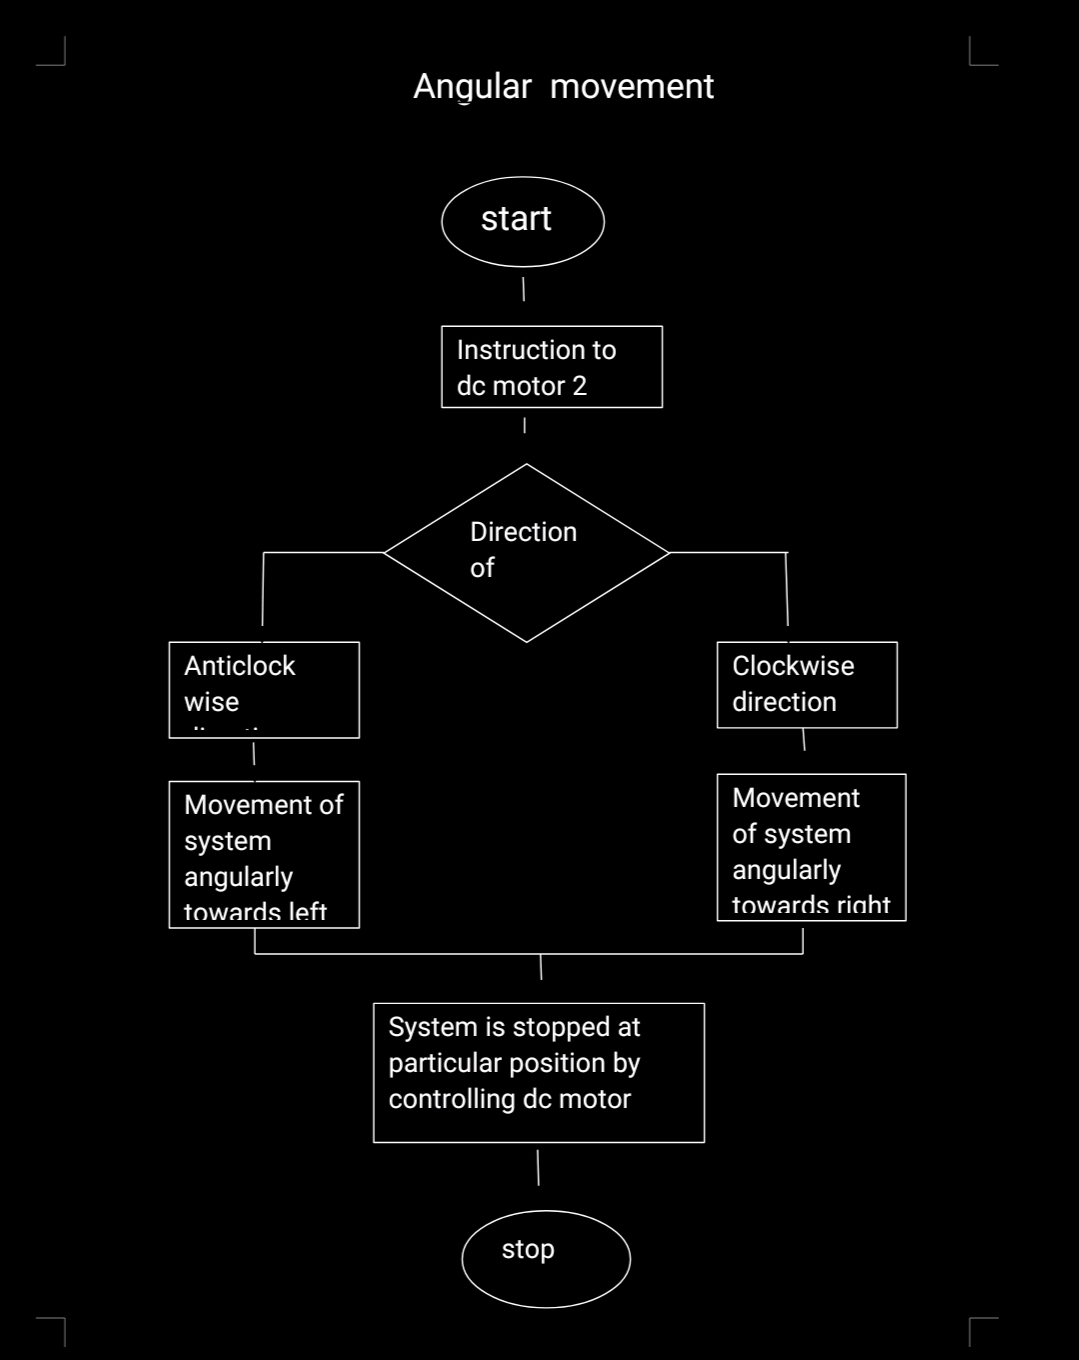 Angular movement
start
Instruction to
dc motor 2
Direction
of
Anticlock
wise
Clockwise
direction
Movement of
system
angularly
towards left
Movement
of system
angularly
towards right
System is stopped at
particular position by
controlling dc motor
stop